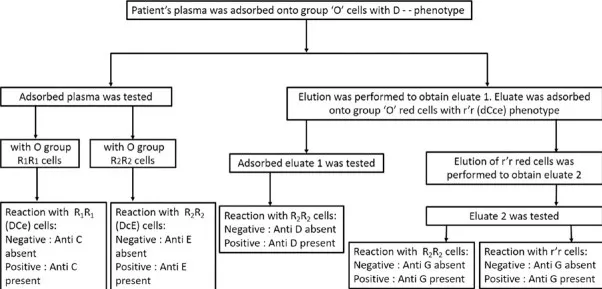 Patient's plasma was adsorbed onto group 'O' cells with D - - phenotype
Adsorbed plasma was tested
Elution was performed to obtain eluate 1. Eluate was adsorbed
onto group 'O' red cells with r'r (dCce) phenotype
with O group
R1R1
cells
with O group
R2R2
cells
Adsorbed eluate 1 was tested
Elution of r'r red cells was
performed to obtain eluate 2
Reaction with R1R1
(DCe) cells:
Negative : Anti C
absent
Positive : Anti C
present
Reaction with R2R2
(DcE) cells:
Negative : Anti E
absent
Positive : Anti E
present
Reaction with R2R2 cells:
Negative : Anti D absent
Positive : Anti D present
Eluate 2 was tested
Reaction with R2R2 cells:
Negative : Anti G absent
Positive : Anti G present
Reaction with r'r cells:
Negative : Anti G absent
Positive : Anti G present